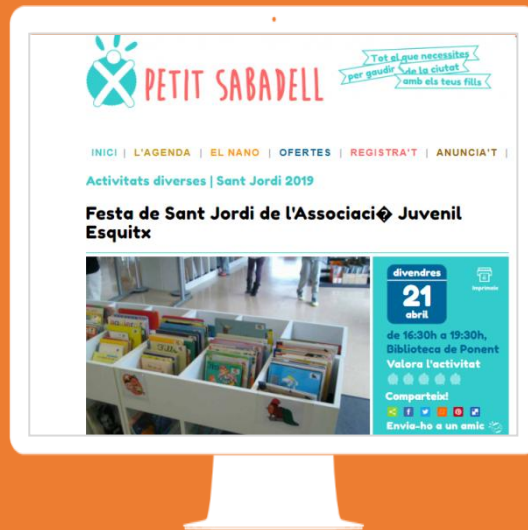 PETIT SABADELL
Tot el que necessites
per gaudir de la ciutat
amb els teus fills
INICI | L'AGENDA | EL NANO | OFERTES | REGISTRA'T | ANUNCIA'T |
Activitats diverses | Sant Jordi 2019
Festa de Sant Jordi de l'Associaci� Juvenil
Esquitx
divendres
21
abril
Imprimeix
de 16:30h a 19:30h,
Biblioteca de Ponent
Valora l'activitat
Comparteix!
Envia-ho a un amic